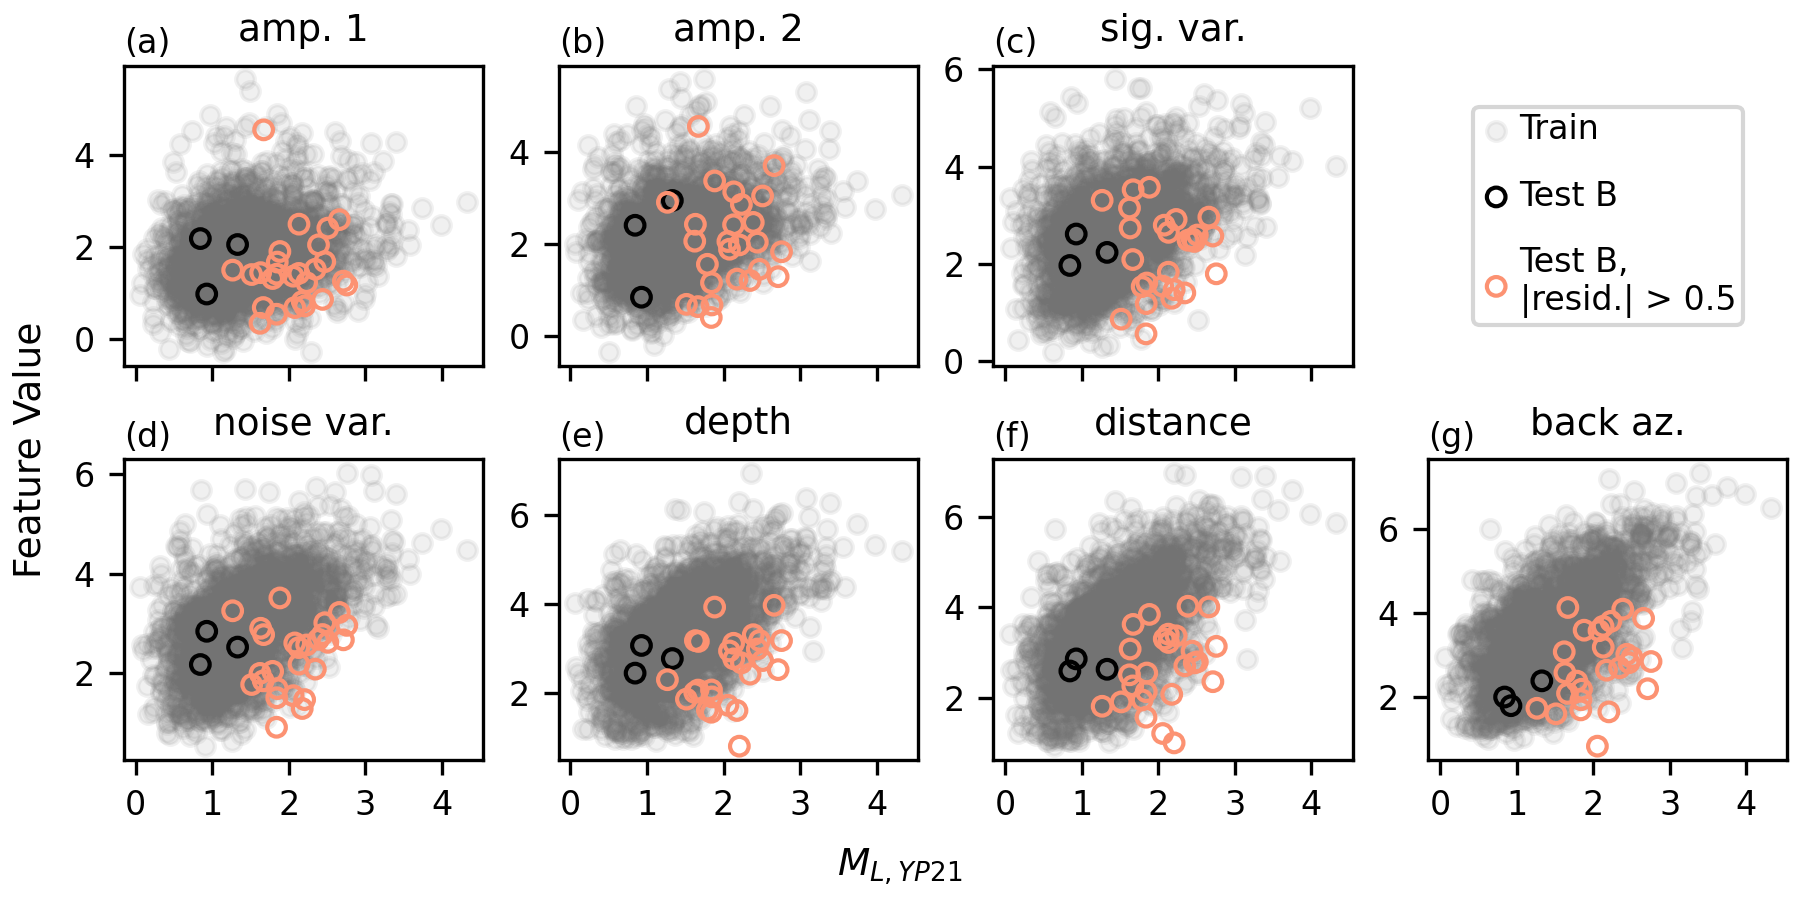 (a) amp. 1
(b) amp. 2
(c) sig. var.
4
2
0
4
2
0
6
4
2
0
Train
Test B
Test B,
|resid.| > 0.5
Feature Value
(d) noise var.
(e) depth
(f) distance
(g) back az.
6
4
2
6
4
2
6
4
2
6
4
2
0 1 2 3 4
0 1 2 3 4
0 1 2 3 4
0 1 2 3 4
M_{L, YP21}